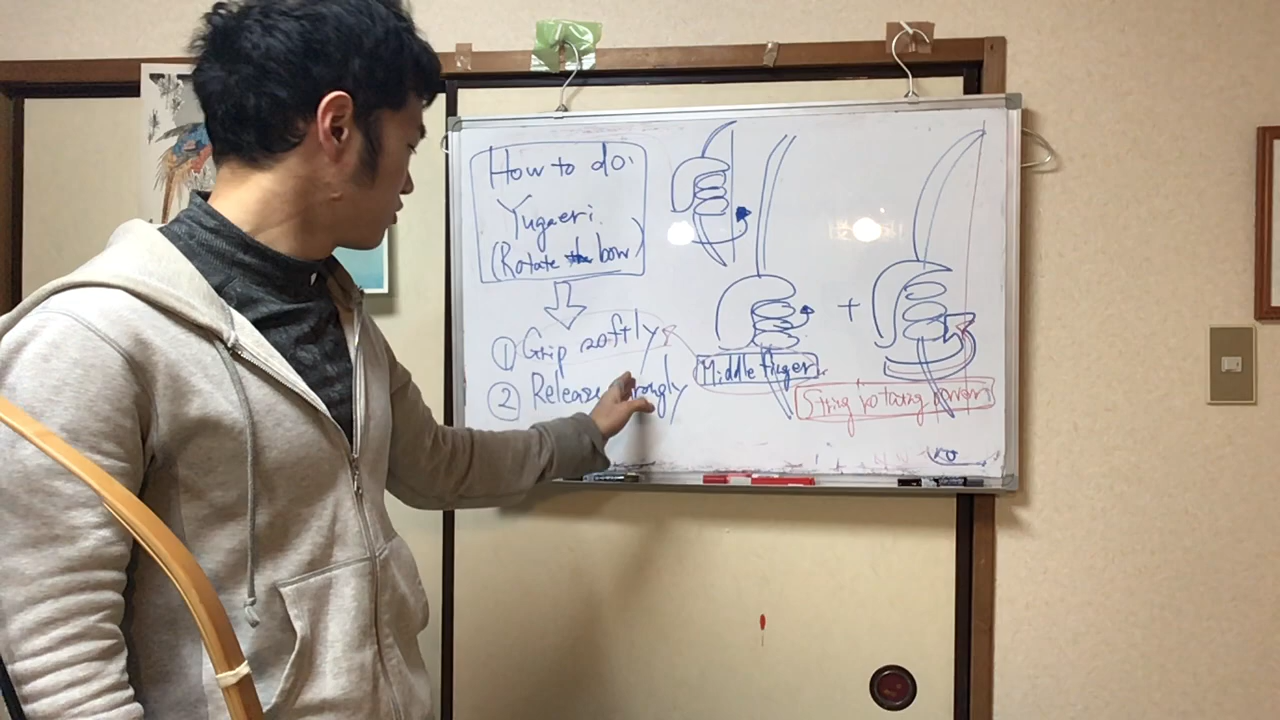 How to do
Yugaeri
(Rotate the bow)
① Grip softly
② Release strongly
+
Middle finger
String rotating power